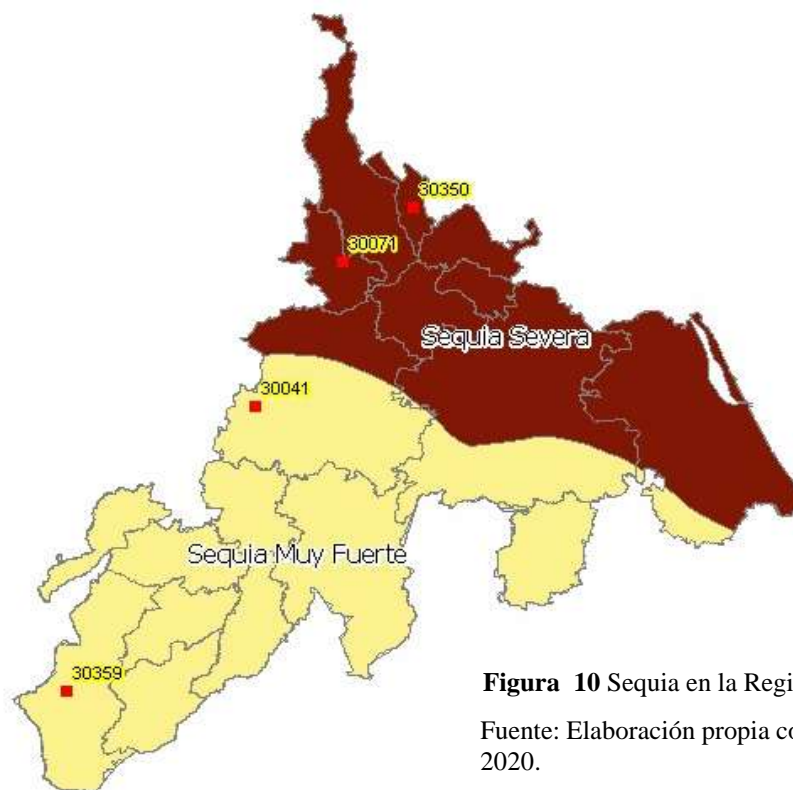 30350
30071
Sequia Severa
30041
Sequia Muy Fuerte
30359
Figura 10 Sequia en la Regi
Fuente: Elaboración propia co
2020.